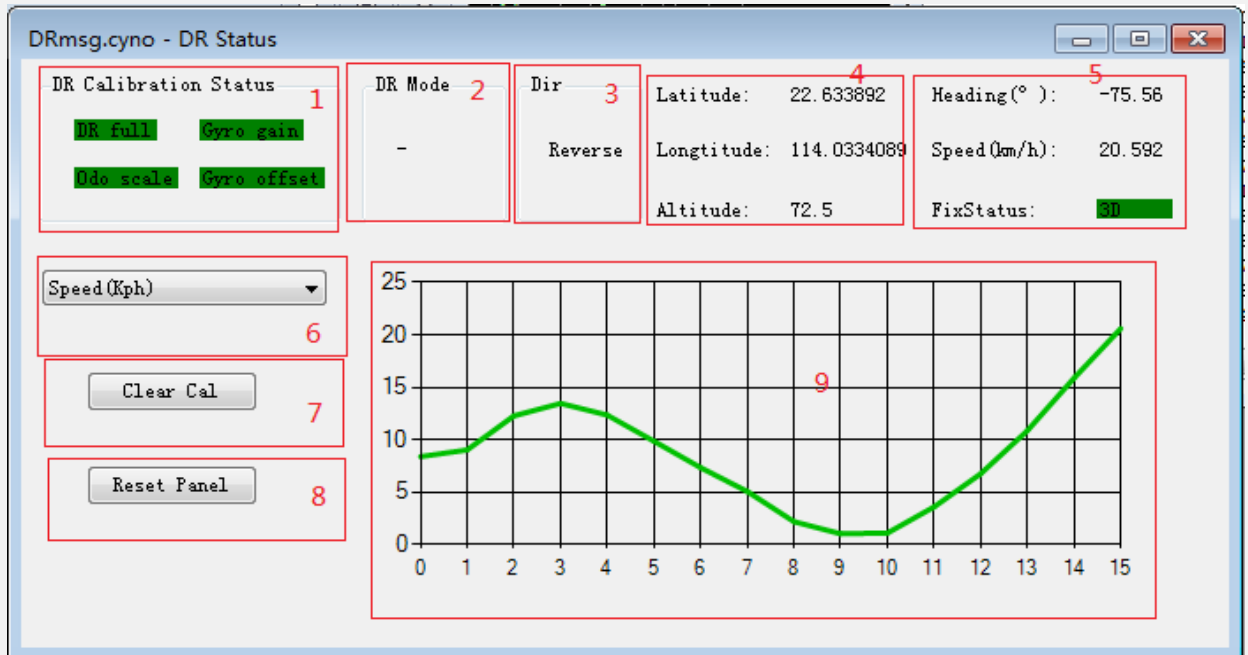 DRmsg.cyno - DR Status
DR Calibration Status
1
DR full
Gyro gain
Odo scale
Gyro offset
DR Mode
2
-
Dir
3
Reverse
4
Latitude: 22.633892
Longtitude: 114.0334089
Altitude: 72.5
5
Heading(° ): -75.56
Speed(km/h): 20.592
FixStatus: 3D
Speed(Kph)
6
Clear Cal
7
Reset Panel
8
25
20
15
10
5
0
9
0 1 2 3 4 5 6 7 8 9 10 11 12 13 14 15